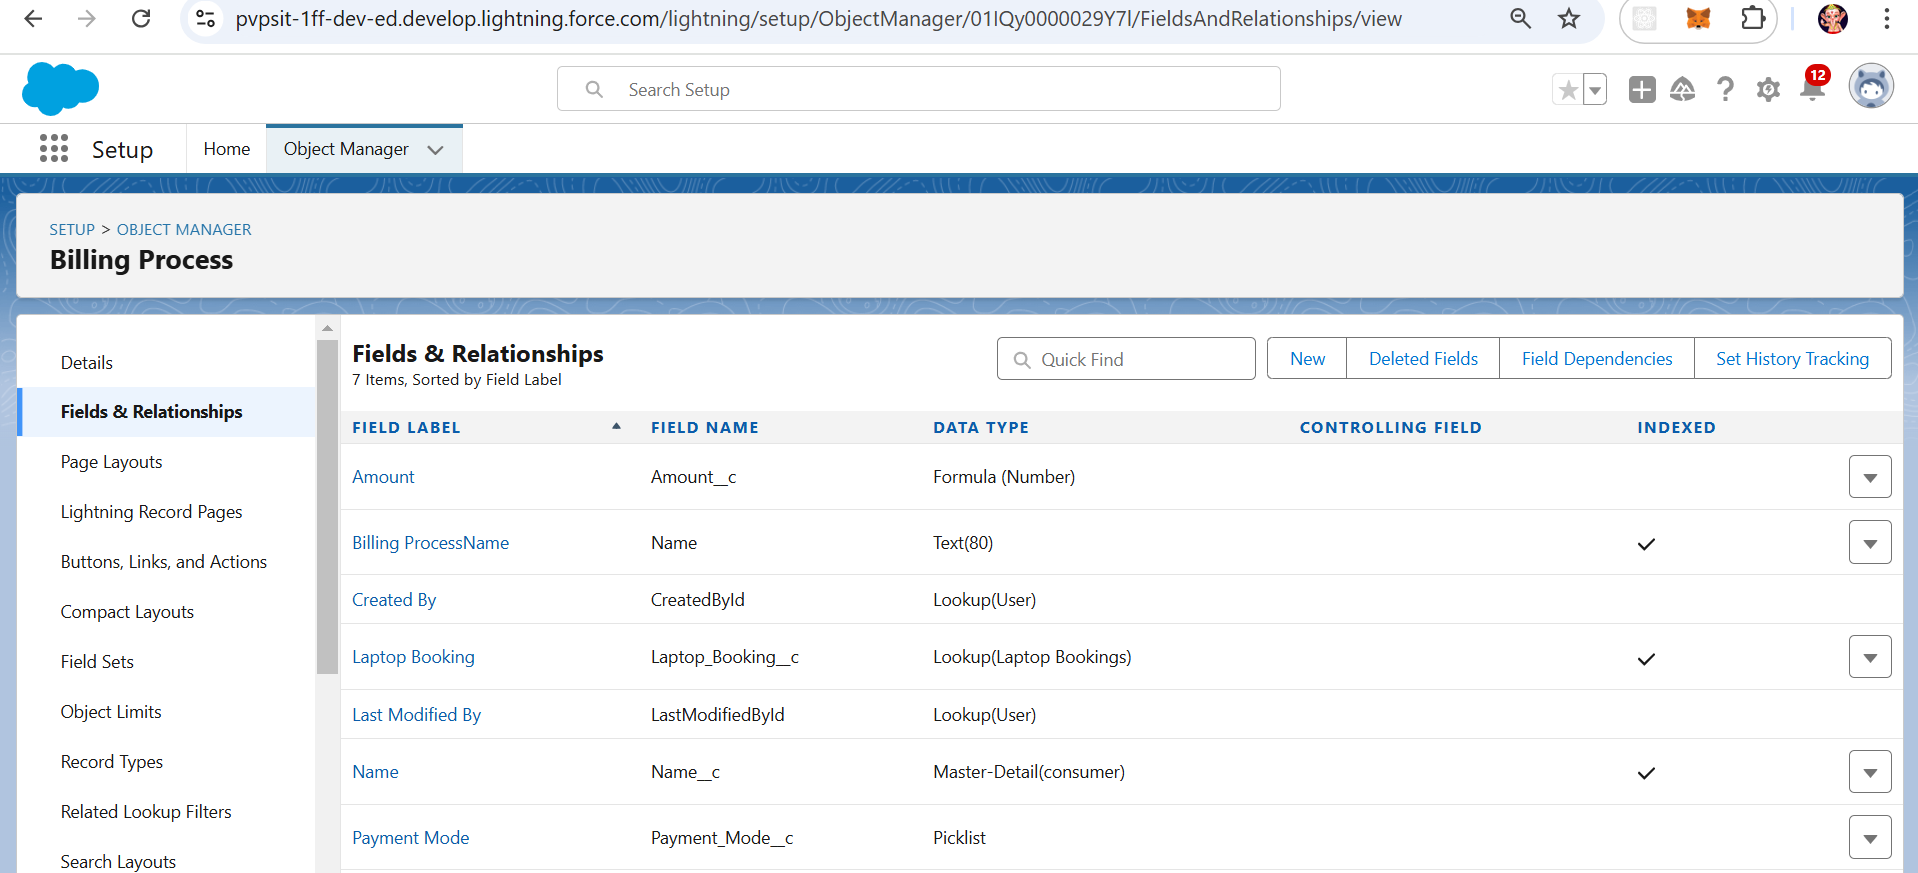 pvpsit-1ff-dev-ed.develop.lightning.force.com/lightning/setup/ObjectManager/01IQy0000029Y7l/FieldsAndRelationships/view
Search Setup
12
Setup
Home
Object Manager
SETUP > OBJECT MANAGER
Billing Process
Details
Fields & Relationships
Page Layouts
Lightning Record Pages
Buttons, Links, and Actions
Compact Layouts
Field Sets
Object Limits
Record Types
Related Lookup Filters
Search Layouts
Fields & Relationships
7 Items, Sorted by Field Label
Quick Find
New
Deleted Fields
Field Dependencies
Set History Tracking
FIELD LABEL FIELD NAME DATA TYPE CONTROLLING FIELD INDEXED
Amount Amount__c Formula (Number)
Billing ProcessName Name Text(80)
Created By CreatedById Lookup(User)
Laptop Booking Laptop_Booking__c Lookup(Laptop Bookings)
Last Modified By LastModifiedById Lookup(User)
Name Name__c Master-Detail(consumer)
Payment Mode Payment_Mode__c Picklist